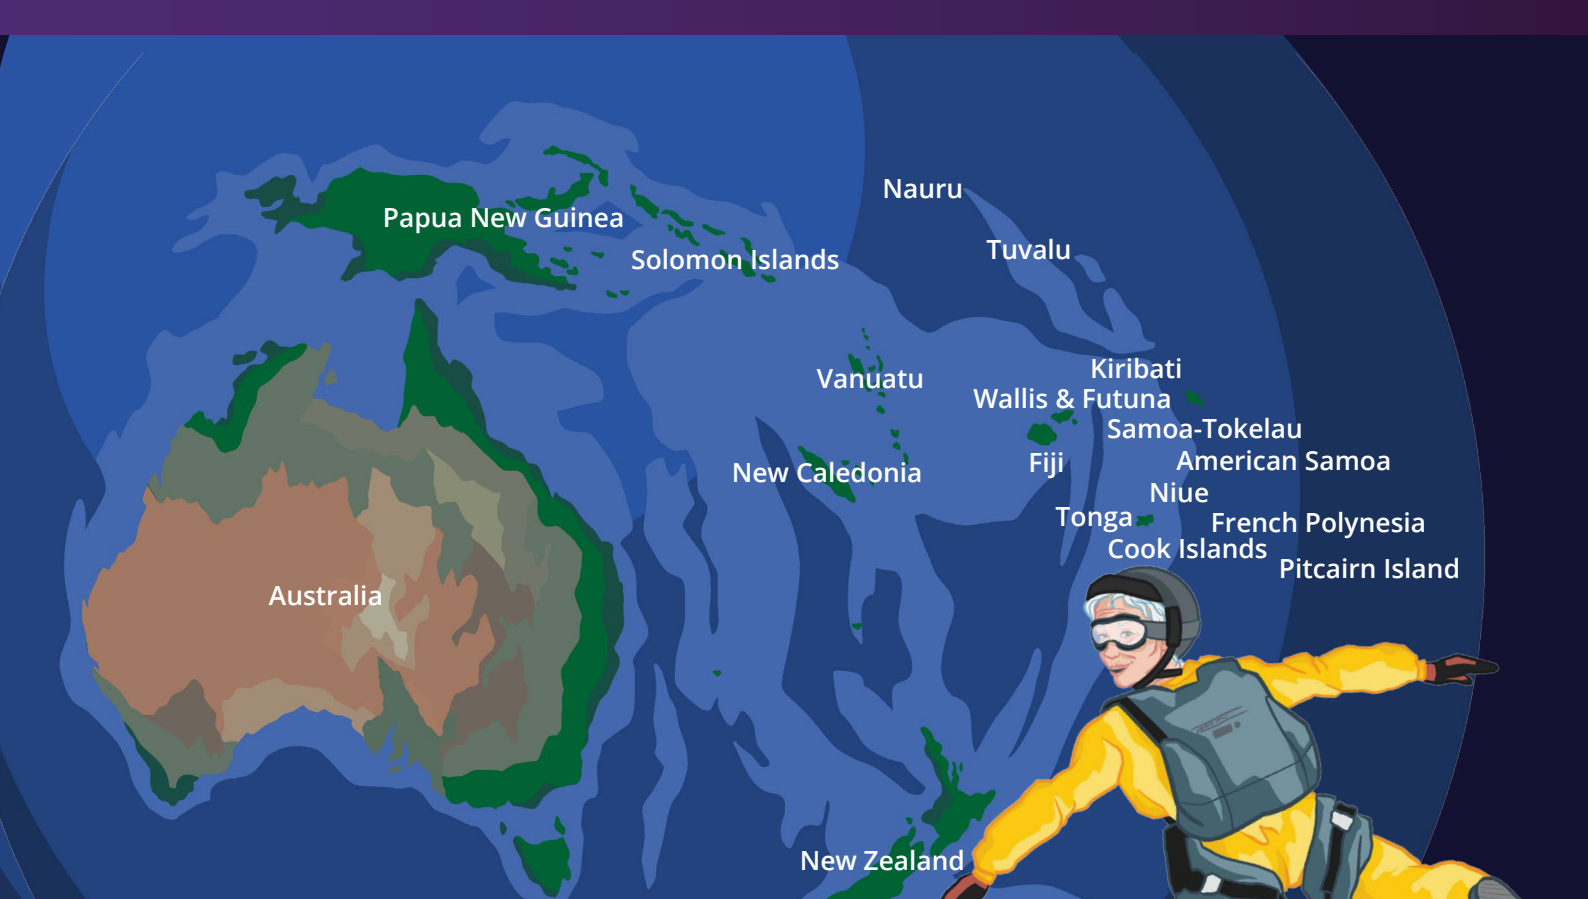 Nauru
Papua New Guinea
Tuvalu
Solomon Islands
Kiribati
Vanuatu
Wallis & Futuna
Samoa-Tokelau
Fiji
American Samoa
New Caledonia
Niue
Tonga
French Polynesia
Cook Islands
Pitcairn Island
Australia
New Zealand